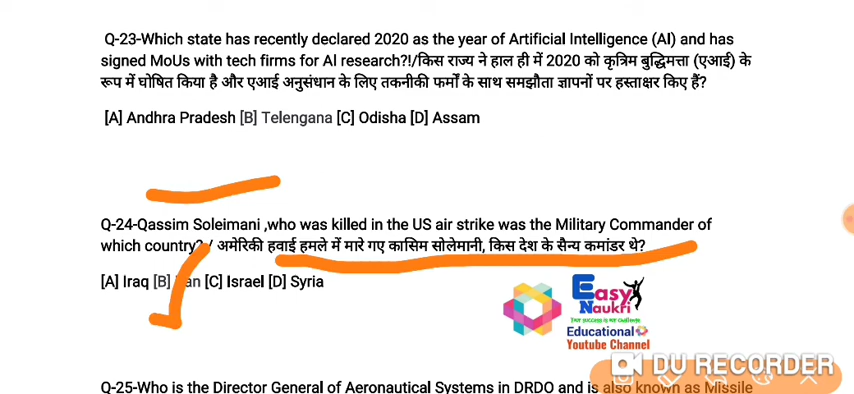 Q-23-Which state has recently declared 2020 as the year of Artificial Intelligence (AI) and has
signed MoUs with tech firms for AI research?!/किस राज्य ने हाल ही में 2020 को कृत्रिम बुद्धिमत्ता (एआई) के
रूप में घोषित किया है और एआई अनुसंधान के लिए तकनीकी फर्मों के साथ समझौता ज्ञापनों पर हस्ताक्षर किए हैं?
[A] Andhra Pradesh [B] Telengana [C] Odisha [D] Assam
Q-24-Qassim Soleimani ,who was killed in the US air strike was the Military Commander of
which country? / अमेरिकी हवाई हमले में मारे गए कासिम सोलेमानी, किस देश के सैन्य कमांडर थे?
[A] Iraq [B] [C] Israel [D] Syria
Easy
Naukri
Educational
Youtube Channel
DU RECORDER
Q-25-Who is the Director General of Aeronautical Systems in DRDO and is also known as Missile